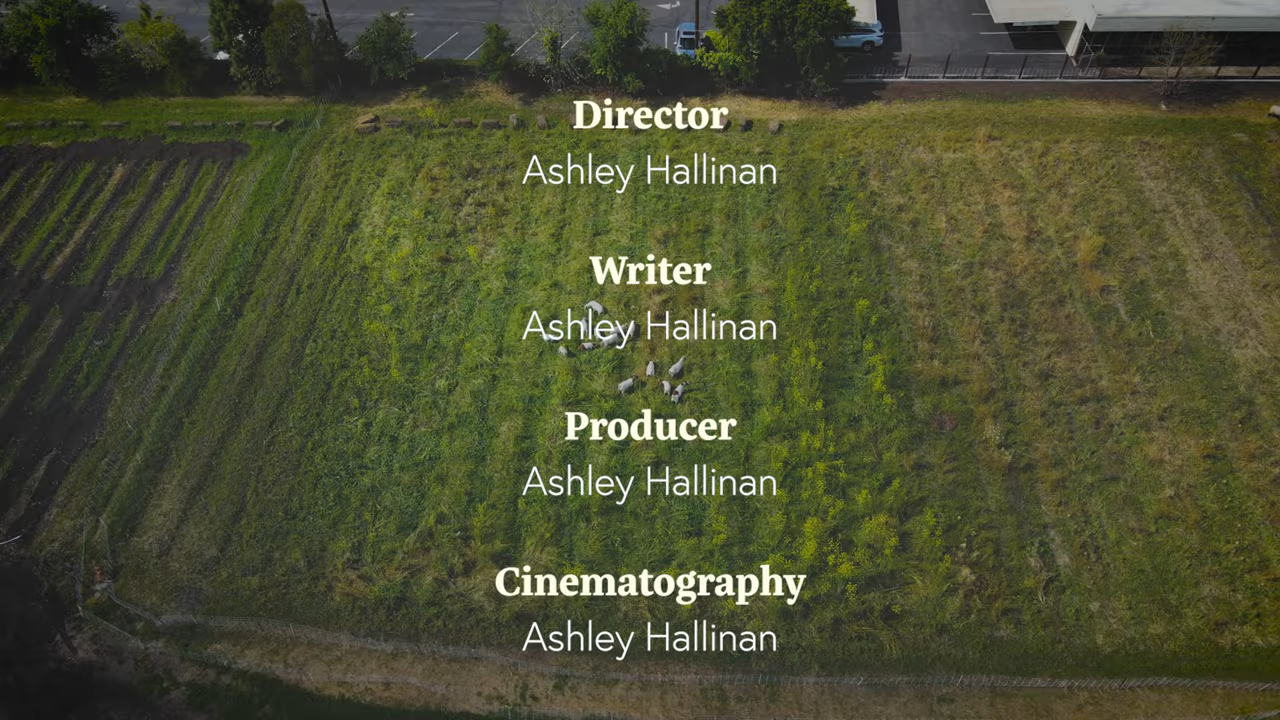 Director
Ashley Hallinan
Writer
Ashley Hallinan
Producer
Ashley Hallinan
Cinematography
Ashley Hallinan